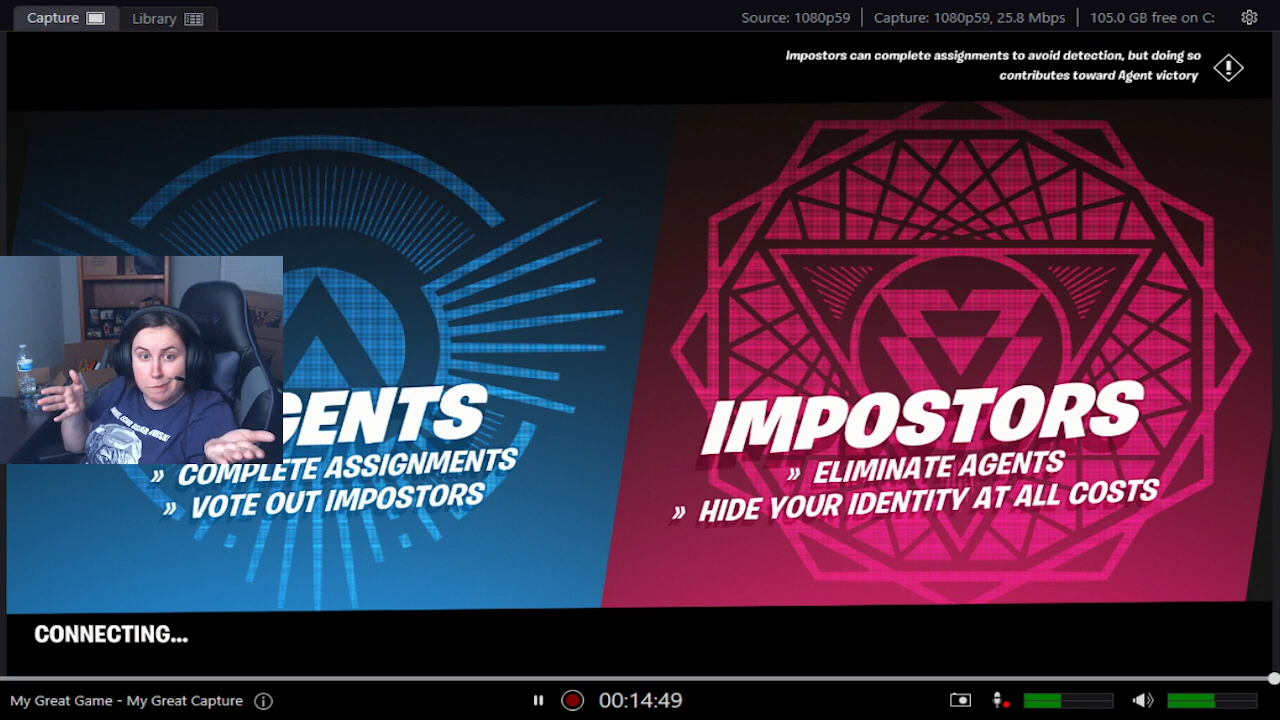 Capture
Library
Source: 1080p59
Capture: 1080p59, 25.8 Mbps
105.0 GB free on C:
Impostors can complete assignments to avoid detection, but doing so
contributes toward Agent victory
GENTS
» COMPLETE ASSIGNMENTS
» VOTE OUT IMPOSTORS
IMPOSTORS
» ELIMINATE AGENTS
» HIDE YOUR IDENTITY AT ALL COSTS
CONNECTING...
My Great Game - My Great Capture
00:14:49